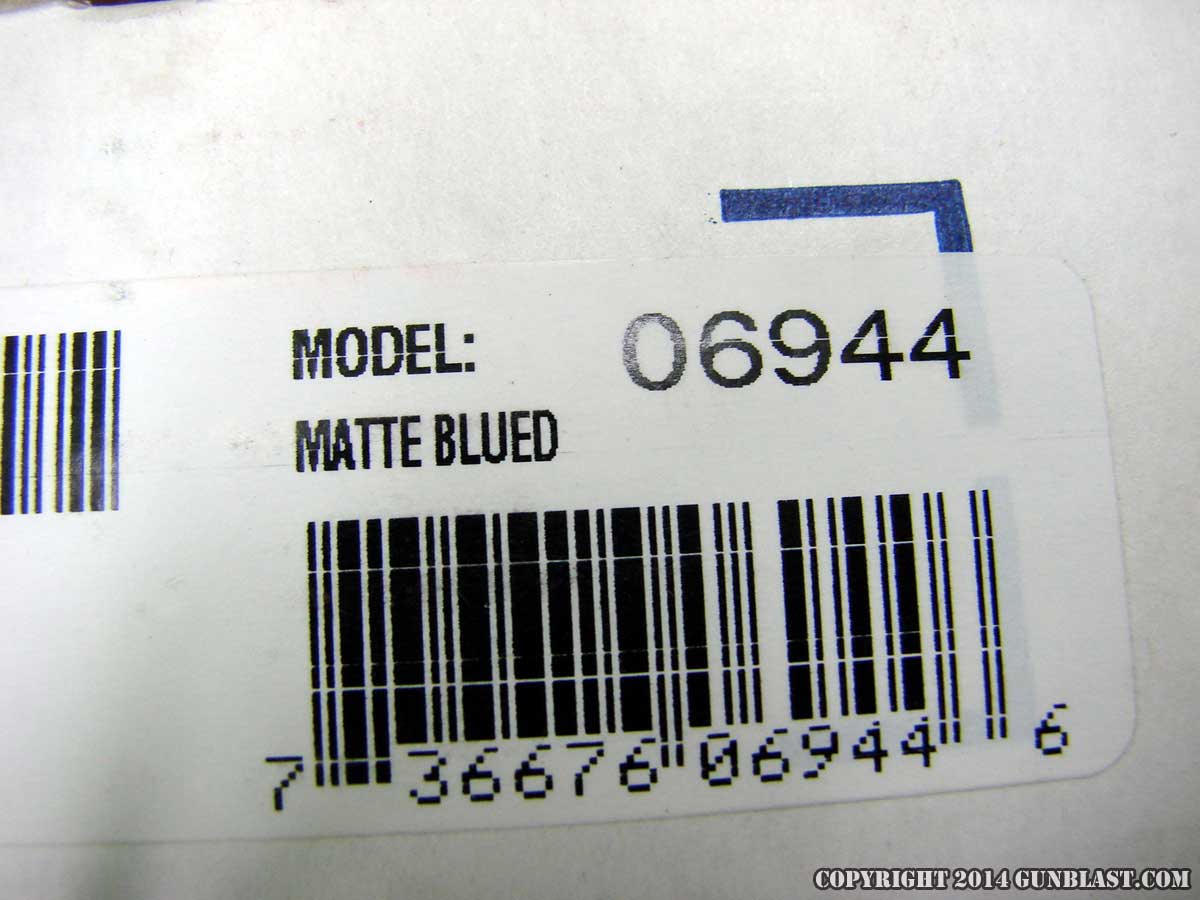 MODEL: 06944
MATTE BLUED
7 36676 06944 6
COPYRIGHT 2014 GUNBLAST.COM